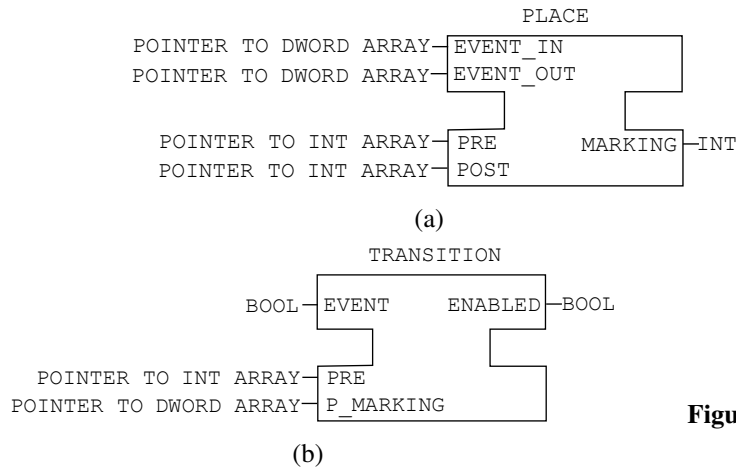 PLACE
POINTER TO DWORD ARRAY EVENT_IN
POINTER TO DWORD ARRAY EVENT_OUT
POINTER TO INT ARRAY PRE MARKING INT
POINTER TO INT ARRAY POST
(a)
TRANSITION
BOOL EVENT ENABLED BOOL
POINTER TO INT ARRAY PRE
POINTER TO DWORD ARRAY P_MARKING
Figu
(b)